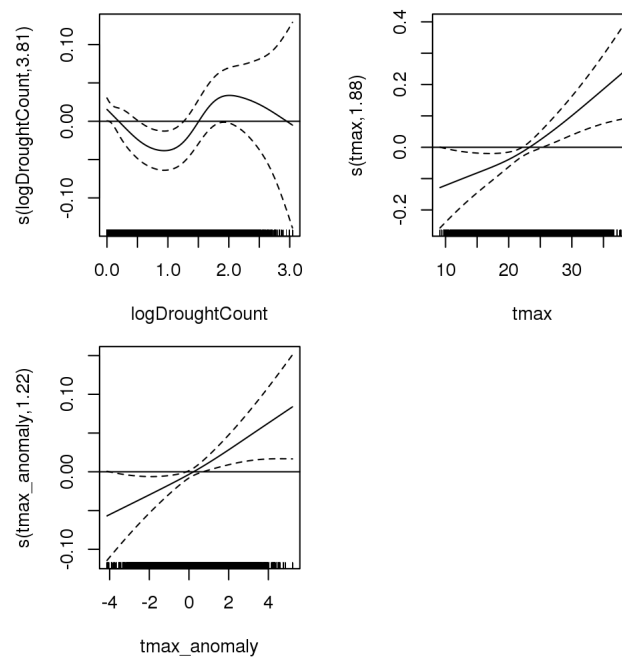 s(logDroughtCount,3.81)
0.10
0.00
-0.10
0.0 1.0 2.0 3.0
logDroughtCount
s(tmax,1.88)
0.4
0.2
0.0
-0.2
10 20 30
tmax
s(tmax_anomaly,1.22)
0.10
0.00
-0.10
-4 -2 0 2 4
tmax_anomaly